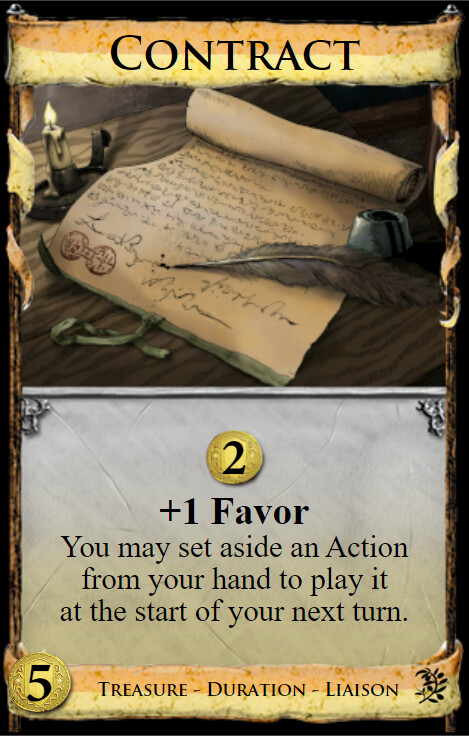 CONTRACT
2
+1 Favor
You may set aside an Action
from your hand to play it
at the start of your next turn.
5
TREASURE - DURATION - LIAISON